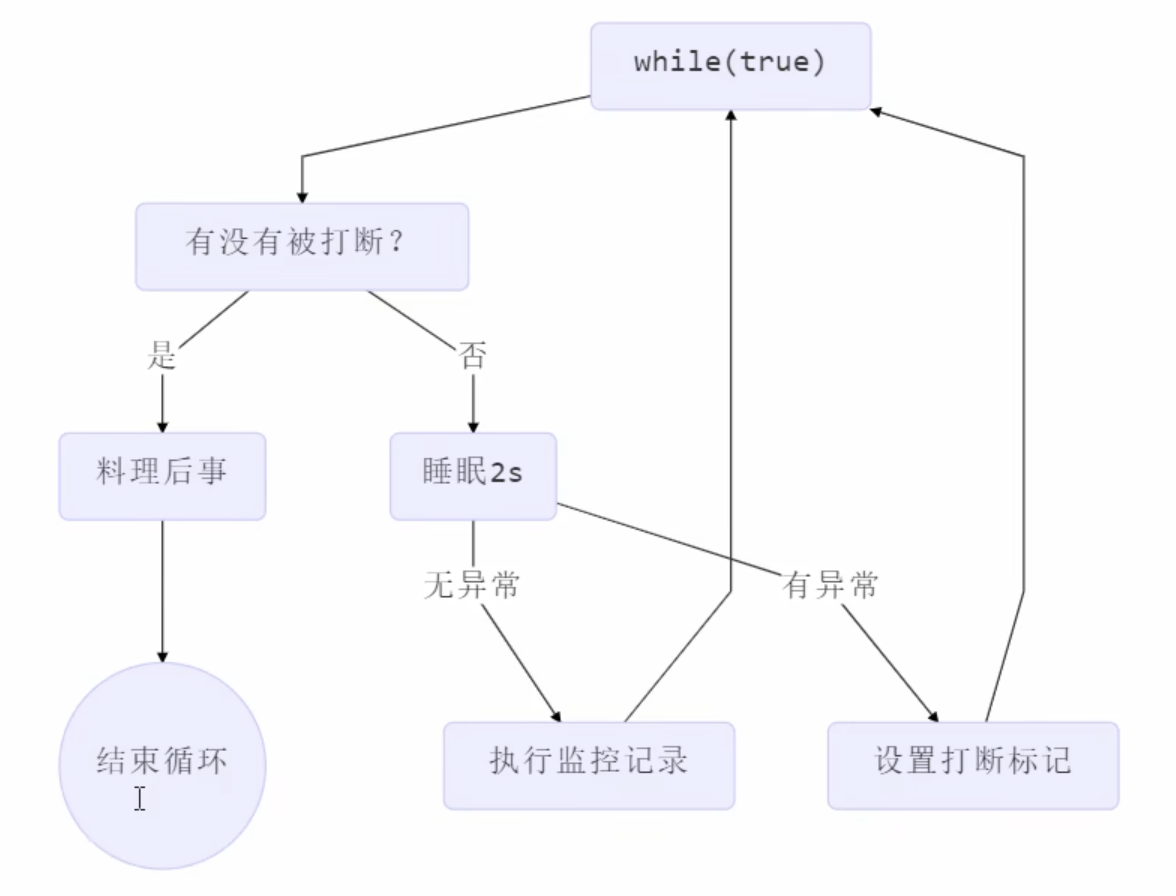 while(true)
有没有被打断？
是
否
料理后事
睡眠2s
无异常
有异常
结束循环
执行监控记录
设置打断标记